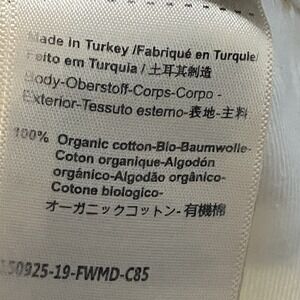 Made in Turkey /Fabriqué en Turquie/
Feito em Turquia / 土耳其制造
Body-Oberstoff-Corps-Corpo -
Exterior-Tessuto esterno-表地-主料
100% Organic cotton-Bio-Baumwolle-
Coton organique-Algodón
orgánico-Algodão orgânico-
Cotone biologico-
オーガニックコットン-有機棉
150925-19-FWMD-C85